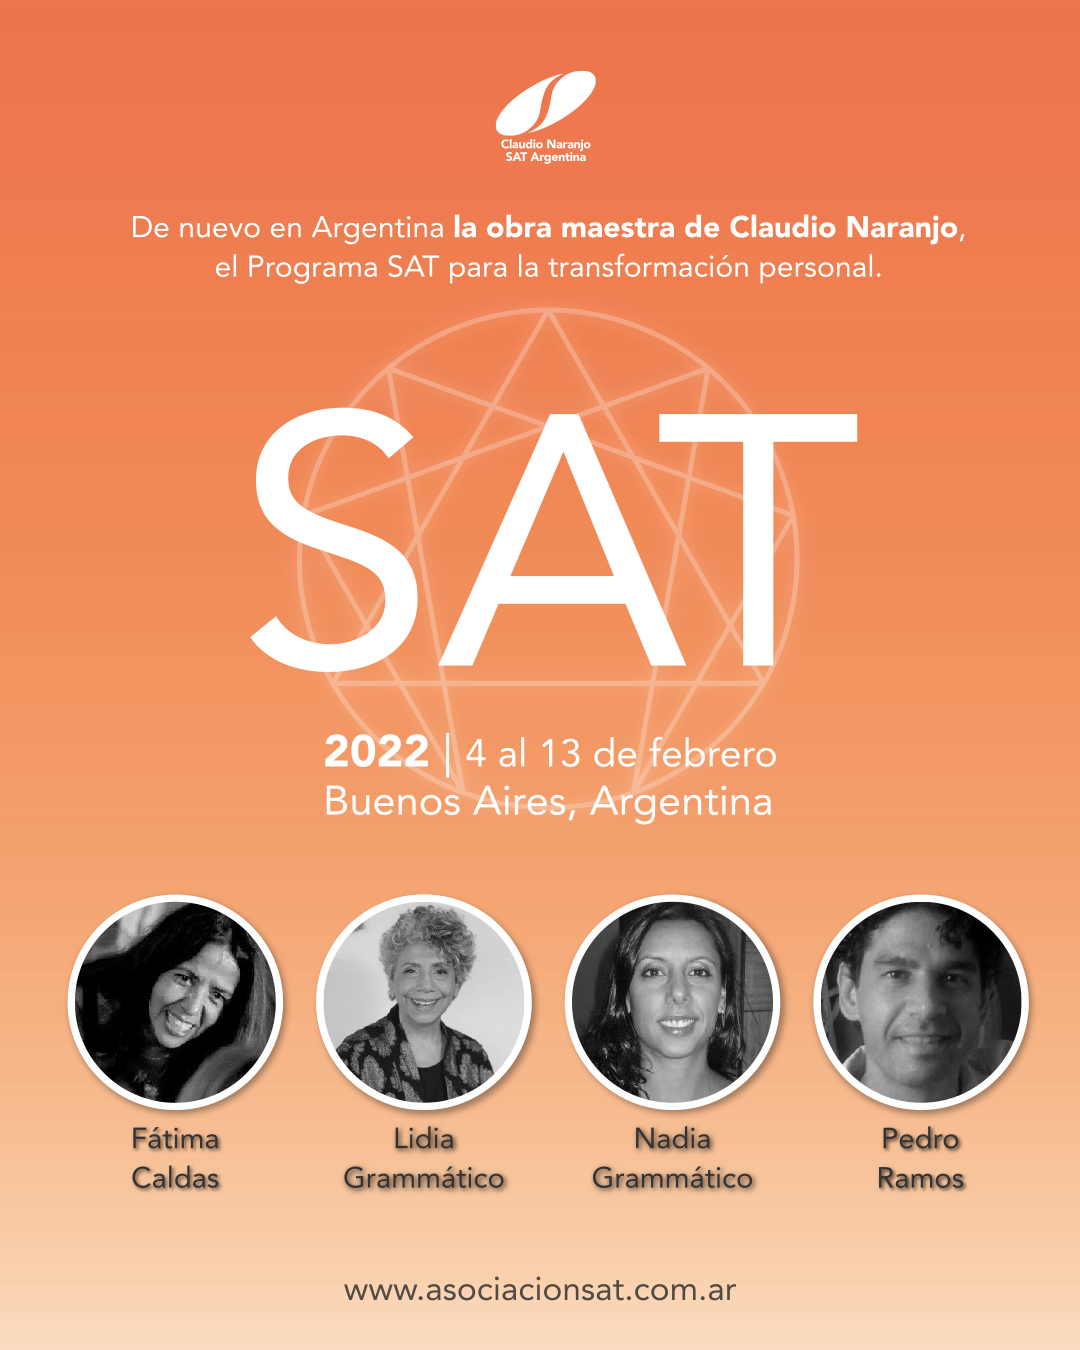 Claudio Naranjo
SAT Argentina
De nuevo en Argentina la obra maestra de Claudio Naranjo,
el Programa SAT para la transformación personal.
SAT
2022 | 4 al 13 de febrero
Buenos Aires, Argentina
Fátima
Caldas
Lidia
Grammático
Nadia
Grammático
Pedro
Ramos
www.asociacionsat.com.ar